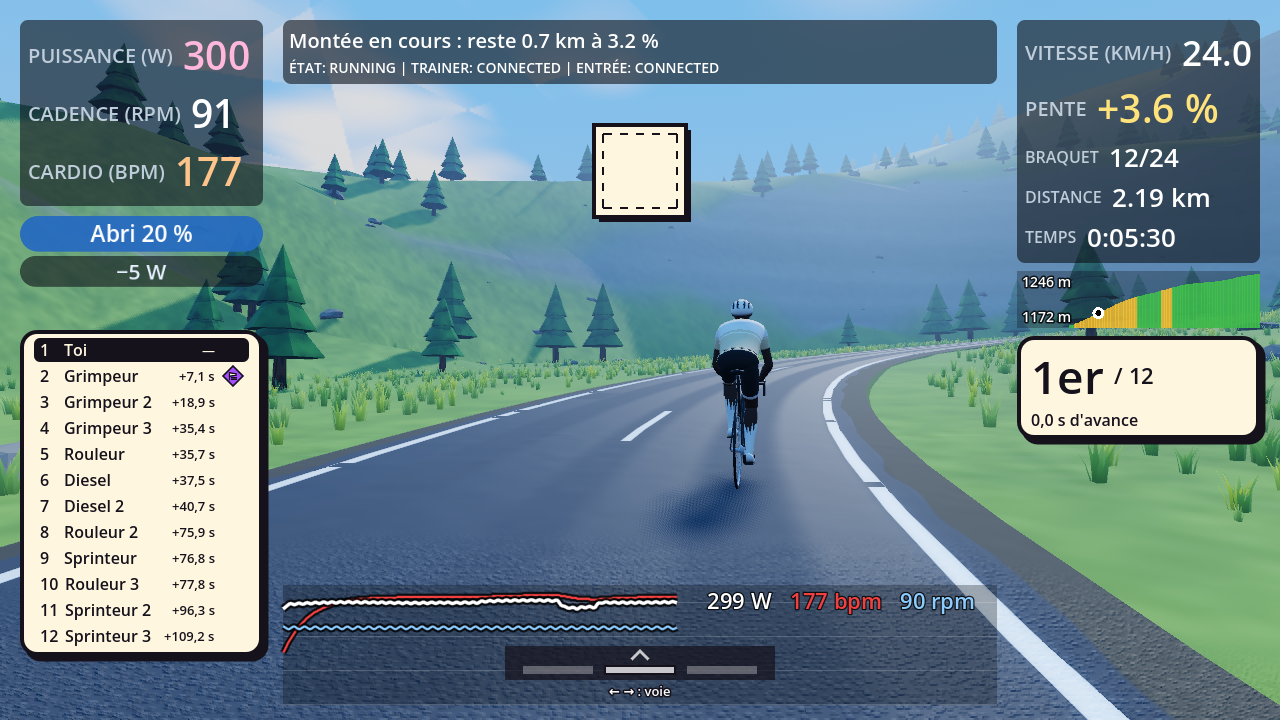 PUISSANCE (W) 300
CADENCE (RPM) 91
CARDIO (BPM) 177
Abri 20 %
−5 W
Montée en cours : reste 0.7 km à 3.2 %
ÉTAT: RUNNING | TRAINER: CONNECTED | ENTRÉE: CONNECTED
VITESSE (KM/H) 24.0
PENTE +3.6 %
BRAQUET 12/24
DISTANCE 2.19 km
TEMPS 0:05:30
1246 m
1172 m
1er / 12
0,0 s d'avance
1 Toi —
2 Grimpeur +7,1 s
3 Grimpeur 2 +18,9 s
4 Grimpeur 3 +35,4 s
5 Rouleur +35,7 s
6 Diesel +37,5 s
7 Diesel 2 +40,7 s
8 Rouleur 2 +75,9 s
9 Sprinteur +76,8 s
10 Rouleur 3 +77,8 s
11 Sprinteur 2 +96,3 s
12 Sprinteur 3 +109,2 s
299 W 177 bpm 90 rpm
←→ : voie